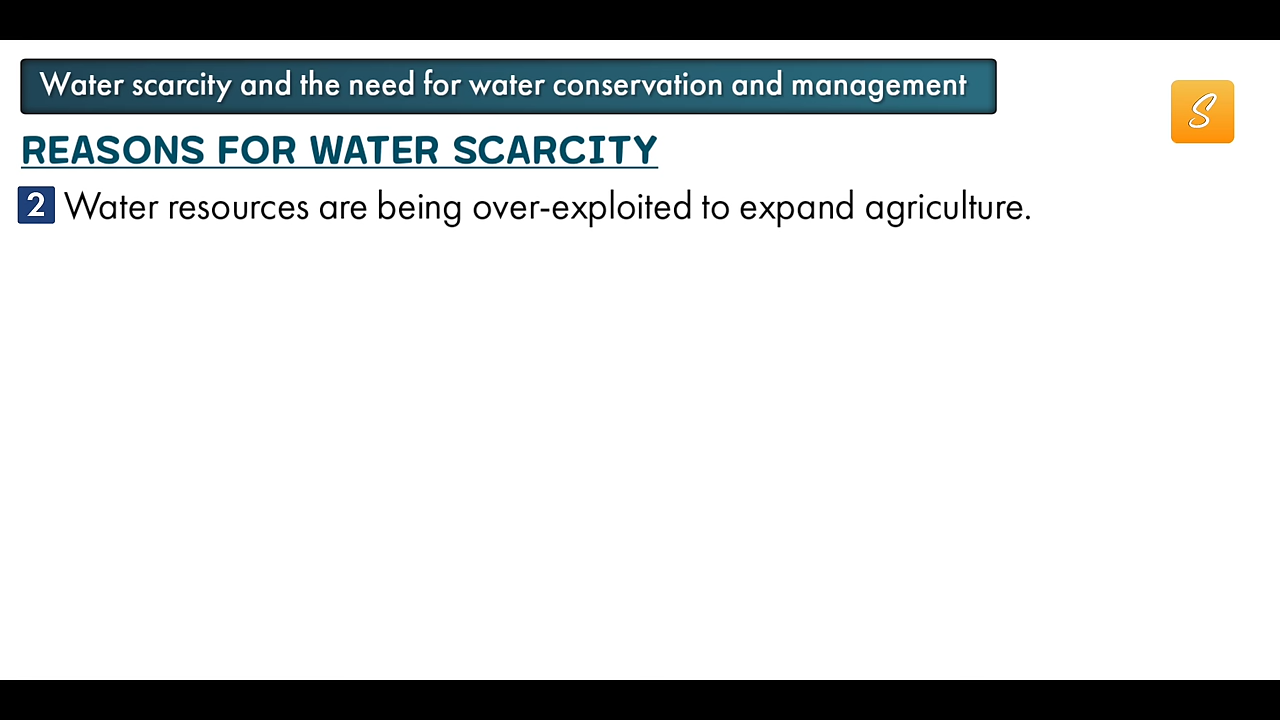 Water scarcity and the need for water conservation and management
S
REASONS FOR WATER SCARCITY
2 Water resources are being over-exploited to expand agriculture.